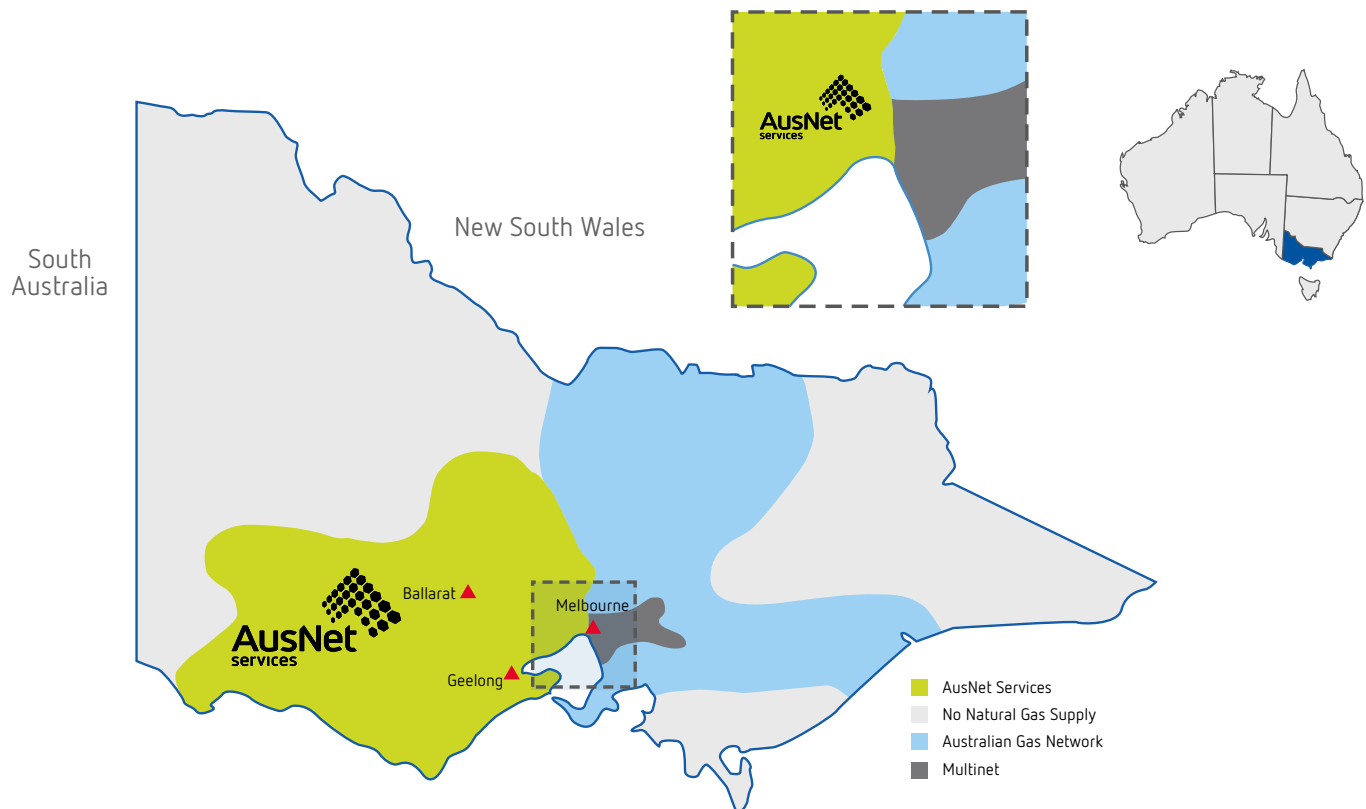 AusNet
services
New South Wales
South
Australia
Ballarat
Melbourne
AusNet
services
Geelong
AusNet Services
No Natural Gas Supply
Australian Gas Network
Multinet